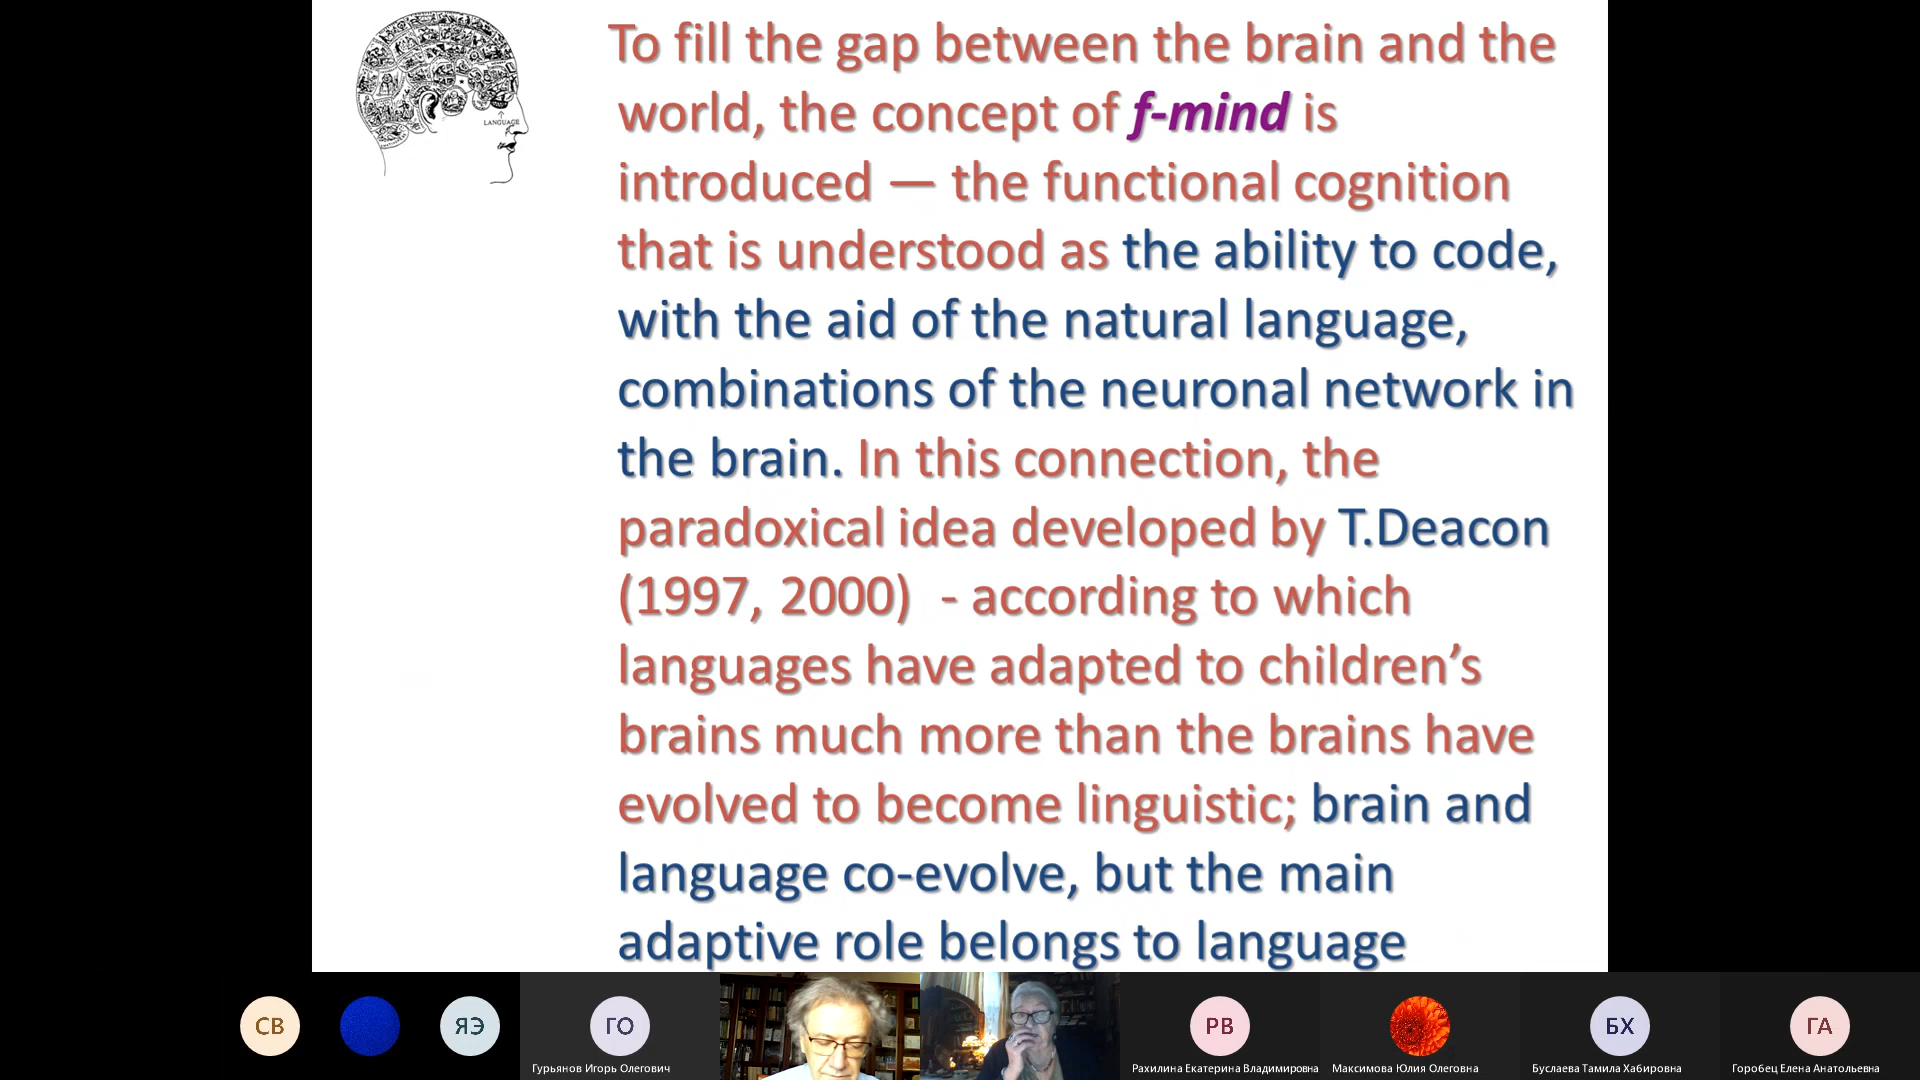 LANGUAGE
To fill the gap between the brain and the
world, the concept of f-mind is
introduced — the functional cognition
that is understood as the ability to code,
with the aid of the natural language,
combinations of the neuronal network in
the brain. In this connection, the
paradoxical idea developed by T.Deacon
(1997, 2000) - according to which
languages have adapted to children’s
brains much more than the brains have
evolved to become linguistic; brain and
language co-evolve, but the main
adaptive role belongs to language
СВ
ЯЭ
ГО
РВ
БХ
ГА
Гурьянов Игорь Олегович
Рахилина Екатерина Владимировна
Максимова Юлия Олеговна
Буслаева Тамила Хабировна
Горобец Елена Анатольевна